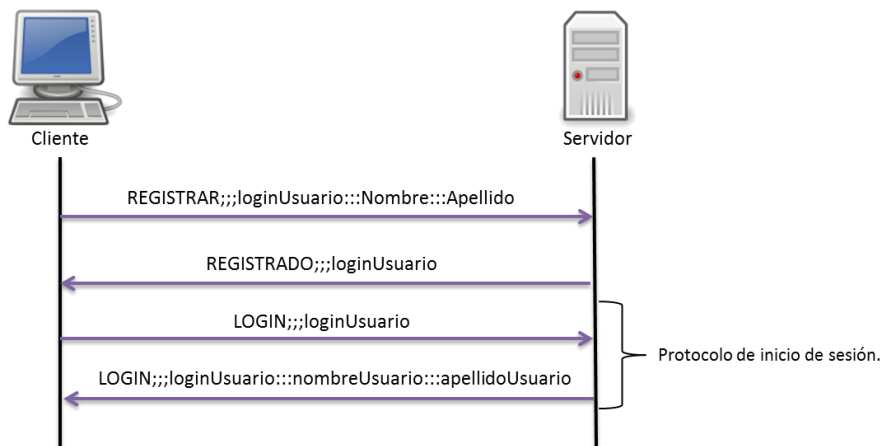 Cliente
Servidor
REGISTRAR;;;loginUsuario:::Nombre:::Apellido
REGISTRADO;;;loginUsuario
LOGIN;;;loginUsuario
Protocolo de inicio de sesión.
LOGIN;;;loginUsuario:::nombreUsuario:::apellidoUsuario